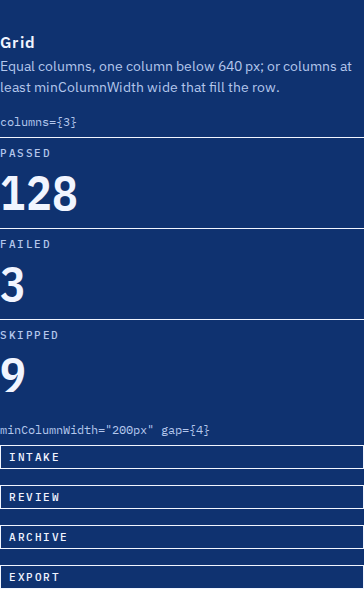 Grid
Equal columns, one column below 640 px; or columns at
least minColumnWidth wide that fill the row.
columns={3}
PASSED
128
FAILED
3
SKIPPED
9
minColumnWidth="200px" gap={4}
INTAKE
REVIEW
ARCHIVE
EXPORT